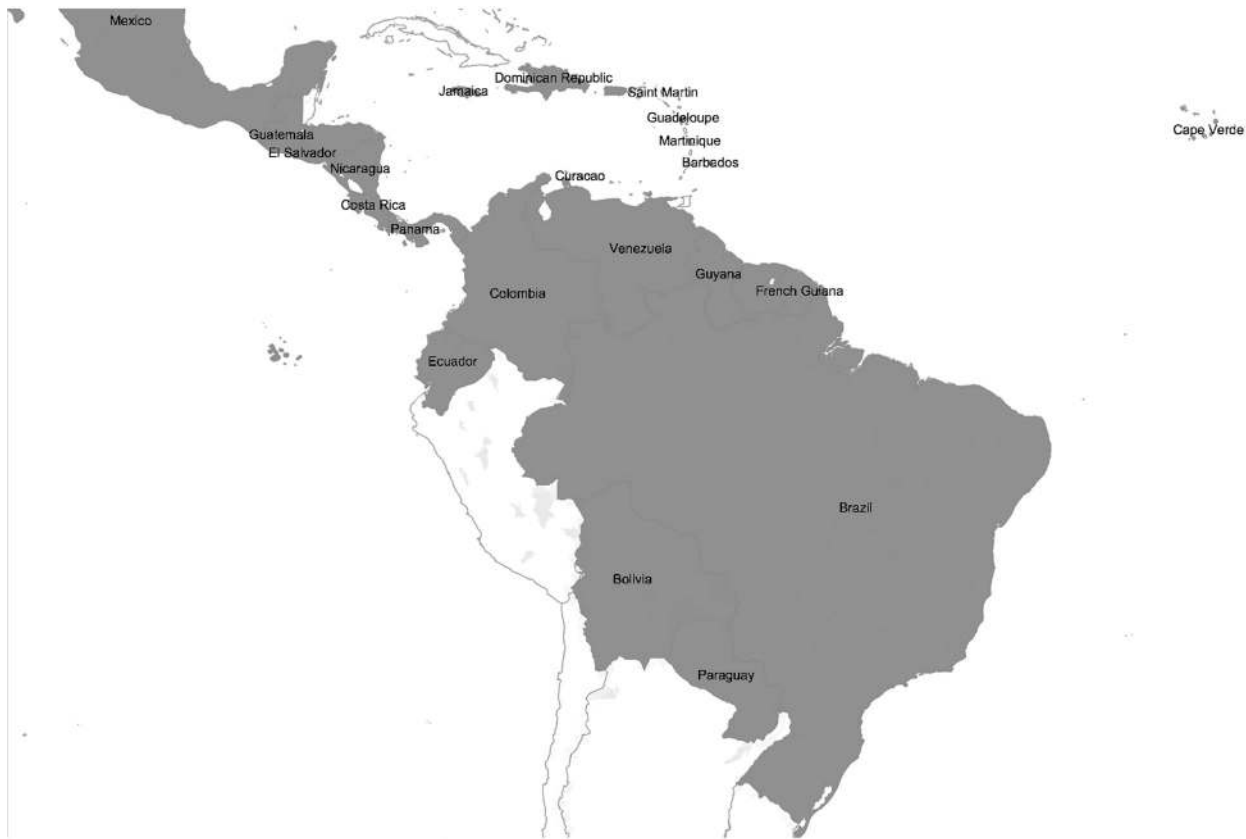 Mexico
Dominican Republic
Jamaica
Saint Martin
Guadeloupe
Cape Verde
Guatemala
Martinique
El Salvador
Barbados
Nicaragua
Curacao
Costa Rica
Panama
Venezuela
Guyana
Colombia
French Guiana
Ecuador
Brazil
Bolivia
Paraguay